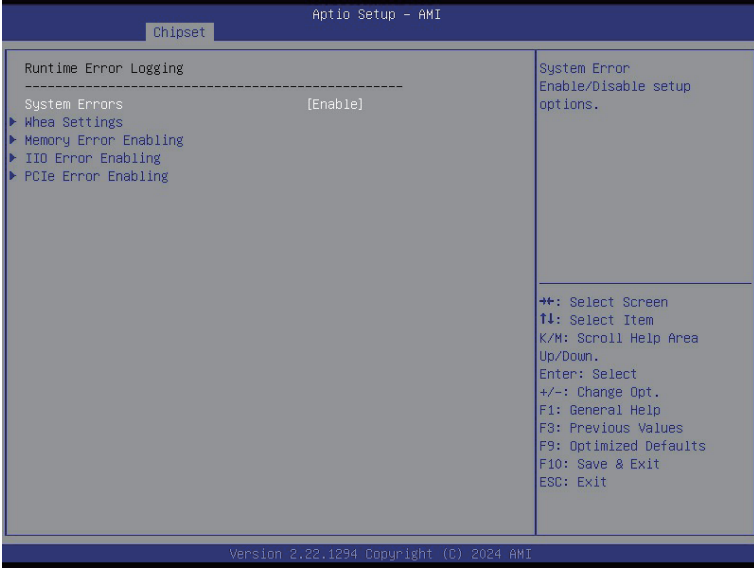 Aptio Setup – AMI
Chipset
Runtime Error Logging
--------------------------------------------------
System Errors [Enable]
Whea Settings
Memory Error Enabling
IIO Error Enabling
PCIe Error Enabling
System Error
Enable/Disable setup
options.
→←: Select Screen
↑↓: Select Item
K/M: Scroll Help Area
Up/Down.
Enter: Select
+/-: Change Opt.
F1: General Help
F3: Previous Values
F9: Optimized Defaults
F10: Save & Exit
ESC: Exit
Version 2.22.1294 Copyright (C) 2024 AMI